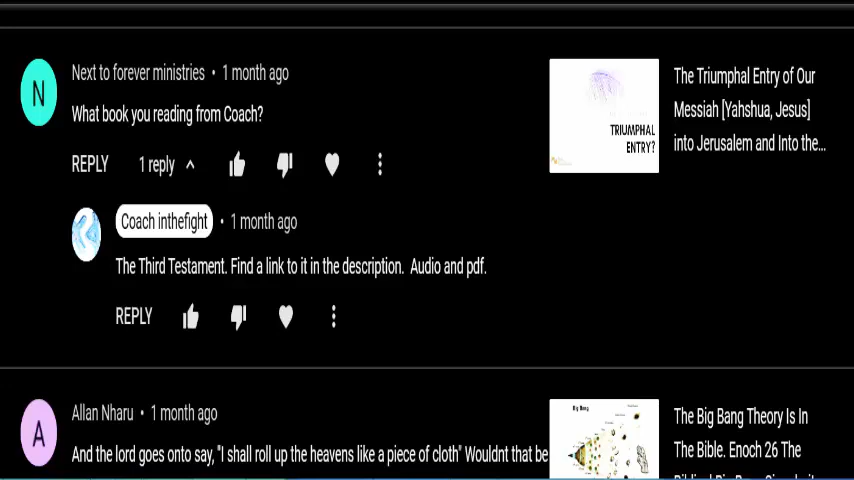 N
Next to forever ministries • 1 month ago
What book you reading from Coach?
REPLY 1 reply
TRIUMPHAL
ENTRY?
The Triumphal Entry of Our
Messiah [Yahshua, Jesus]
into Jerusalem and Into the...
Coach inthefight • 1 month ago
The Third Testament. Find a link to it in the description. Audio and pdf.
REPLY
A
Allan Nharu • 1 month ago
And the lord goes onto say, "I shall roll up the heavens like a piece of cloth" Wouldnt that be
Big Bang
The Big Bang Theory Is In
The Bible. Enoch 26 The